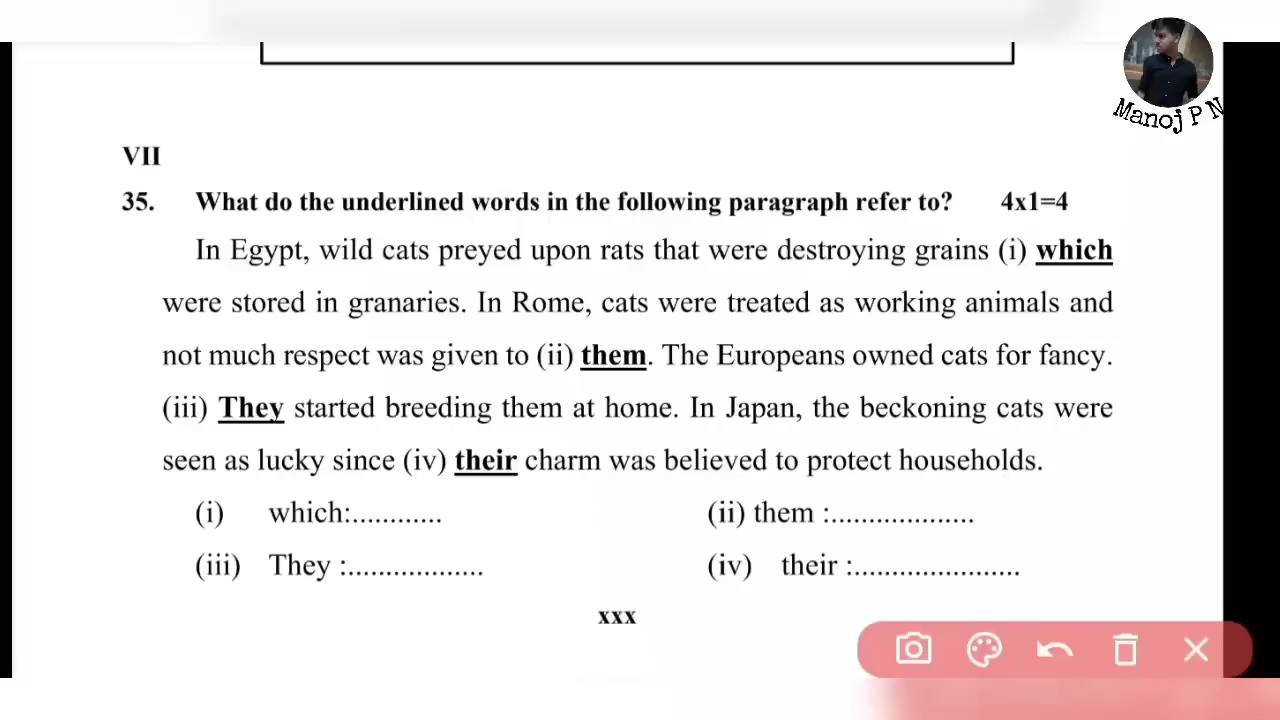 Manoj P N
VII
35. What do the underlined words in the following paragraph refer to? 4x1=4
In Egypt, wild cats preyed upon rats that were destroying grains (i) which
were stored in granaries. In Rome, cats were treated as working animals and
not much respect was given to (ii) them. The Europeans owned cats for fancy.
(iii) They started breeding them at home. In Japan, the beckoning cats were
seen as lucky since (iv) their charm was believed to protect households.
(i) which:............ (ii) them :...................
(iii) They :.................. (iv) their :......................
xxx